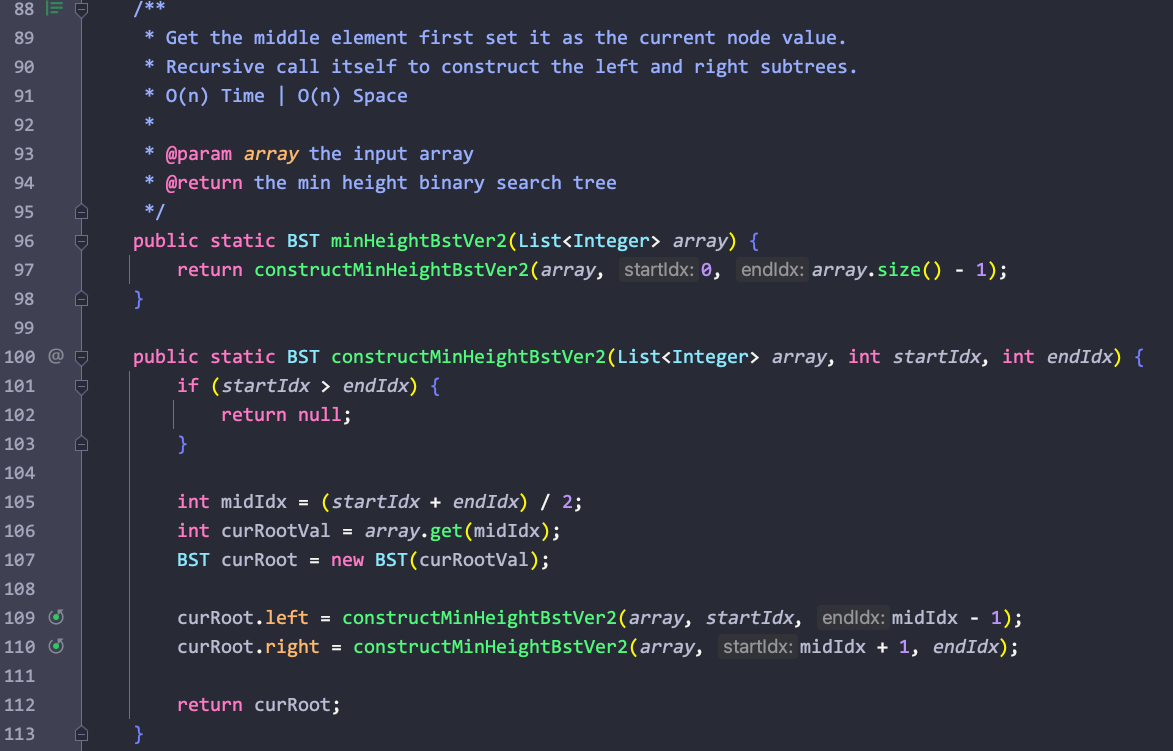 88 /**
89 * Get the middle element first set it as the current node value.
90 * Recursive call itself to construct the left and right subtrees.
91 * O(n) Time | O(n) Space
92 *
93 * @param array the input array
94 * @return the min height binary search tree
95 */
96 public static BST minHeightBstVer2(List<Integer> array) {
97 return constructMinHeightBstVer2(array, startIdx: 0, endIdx: array.size() - 1);
98 }
99
100 @ public static BST constructMinHeightBstVer2(List<Integer> array, int startIdx, int endIdx) {
101 if (startIdx > endIdx) {
102 return null;
103 }
104
105 int midIdx = (startIdx + endIdx) / 2;
106 int curRootVal = array.get(midIdx);
107 BST curRoot = new BST(curRootVal);
108
109 curRoot.left = constructMinHeightBstVer2(array, startIdx, endIdx: midIdx - 1);
110 curRoot.right = constructMinHeightBstVer2(array, startIdx: midIdx + 1, endIdx);
111
112 return curRoot;
113 }